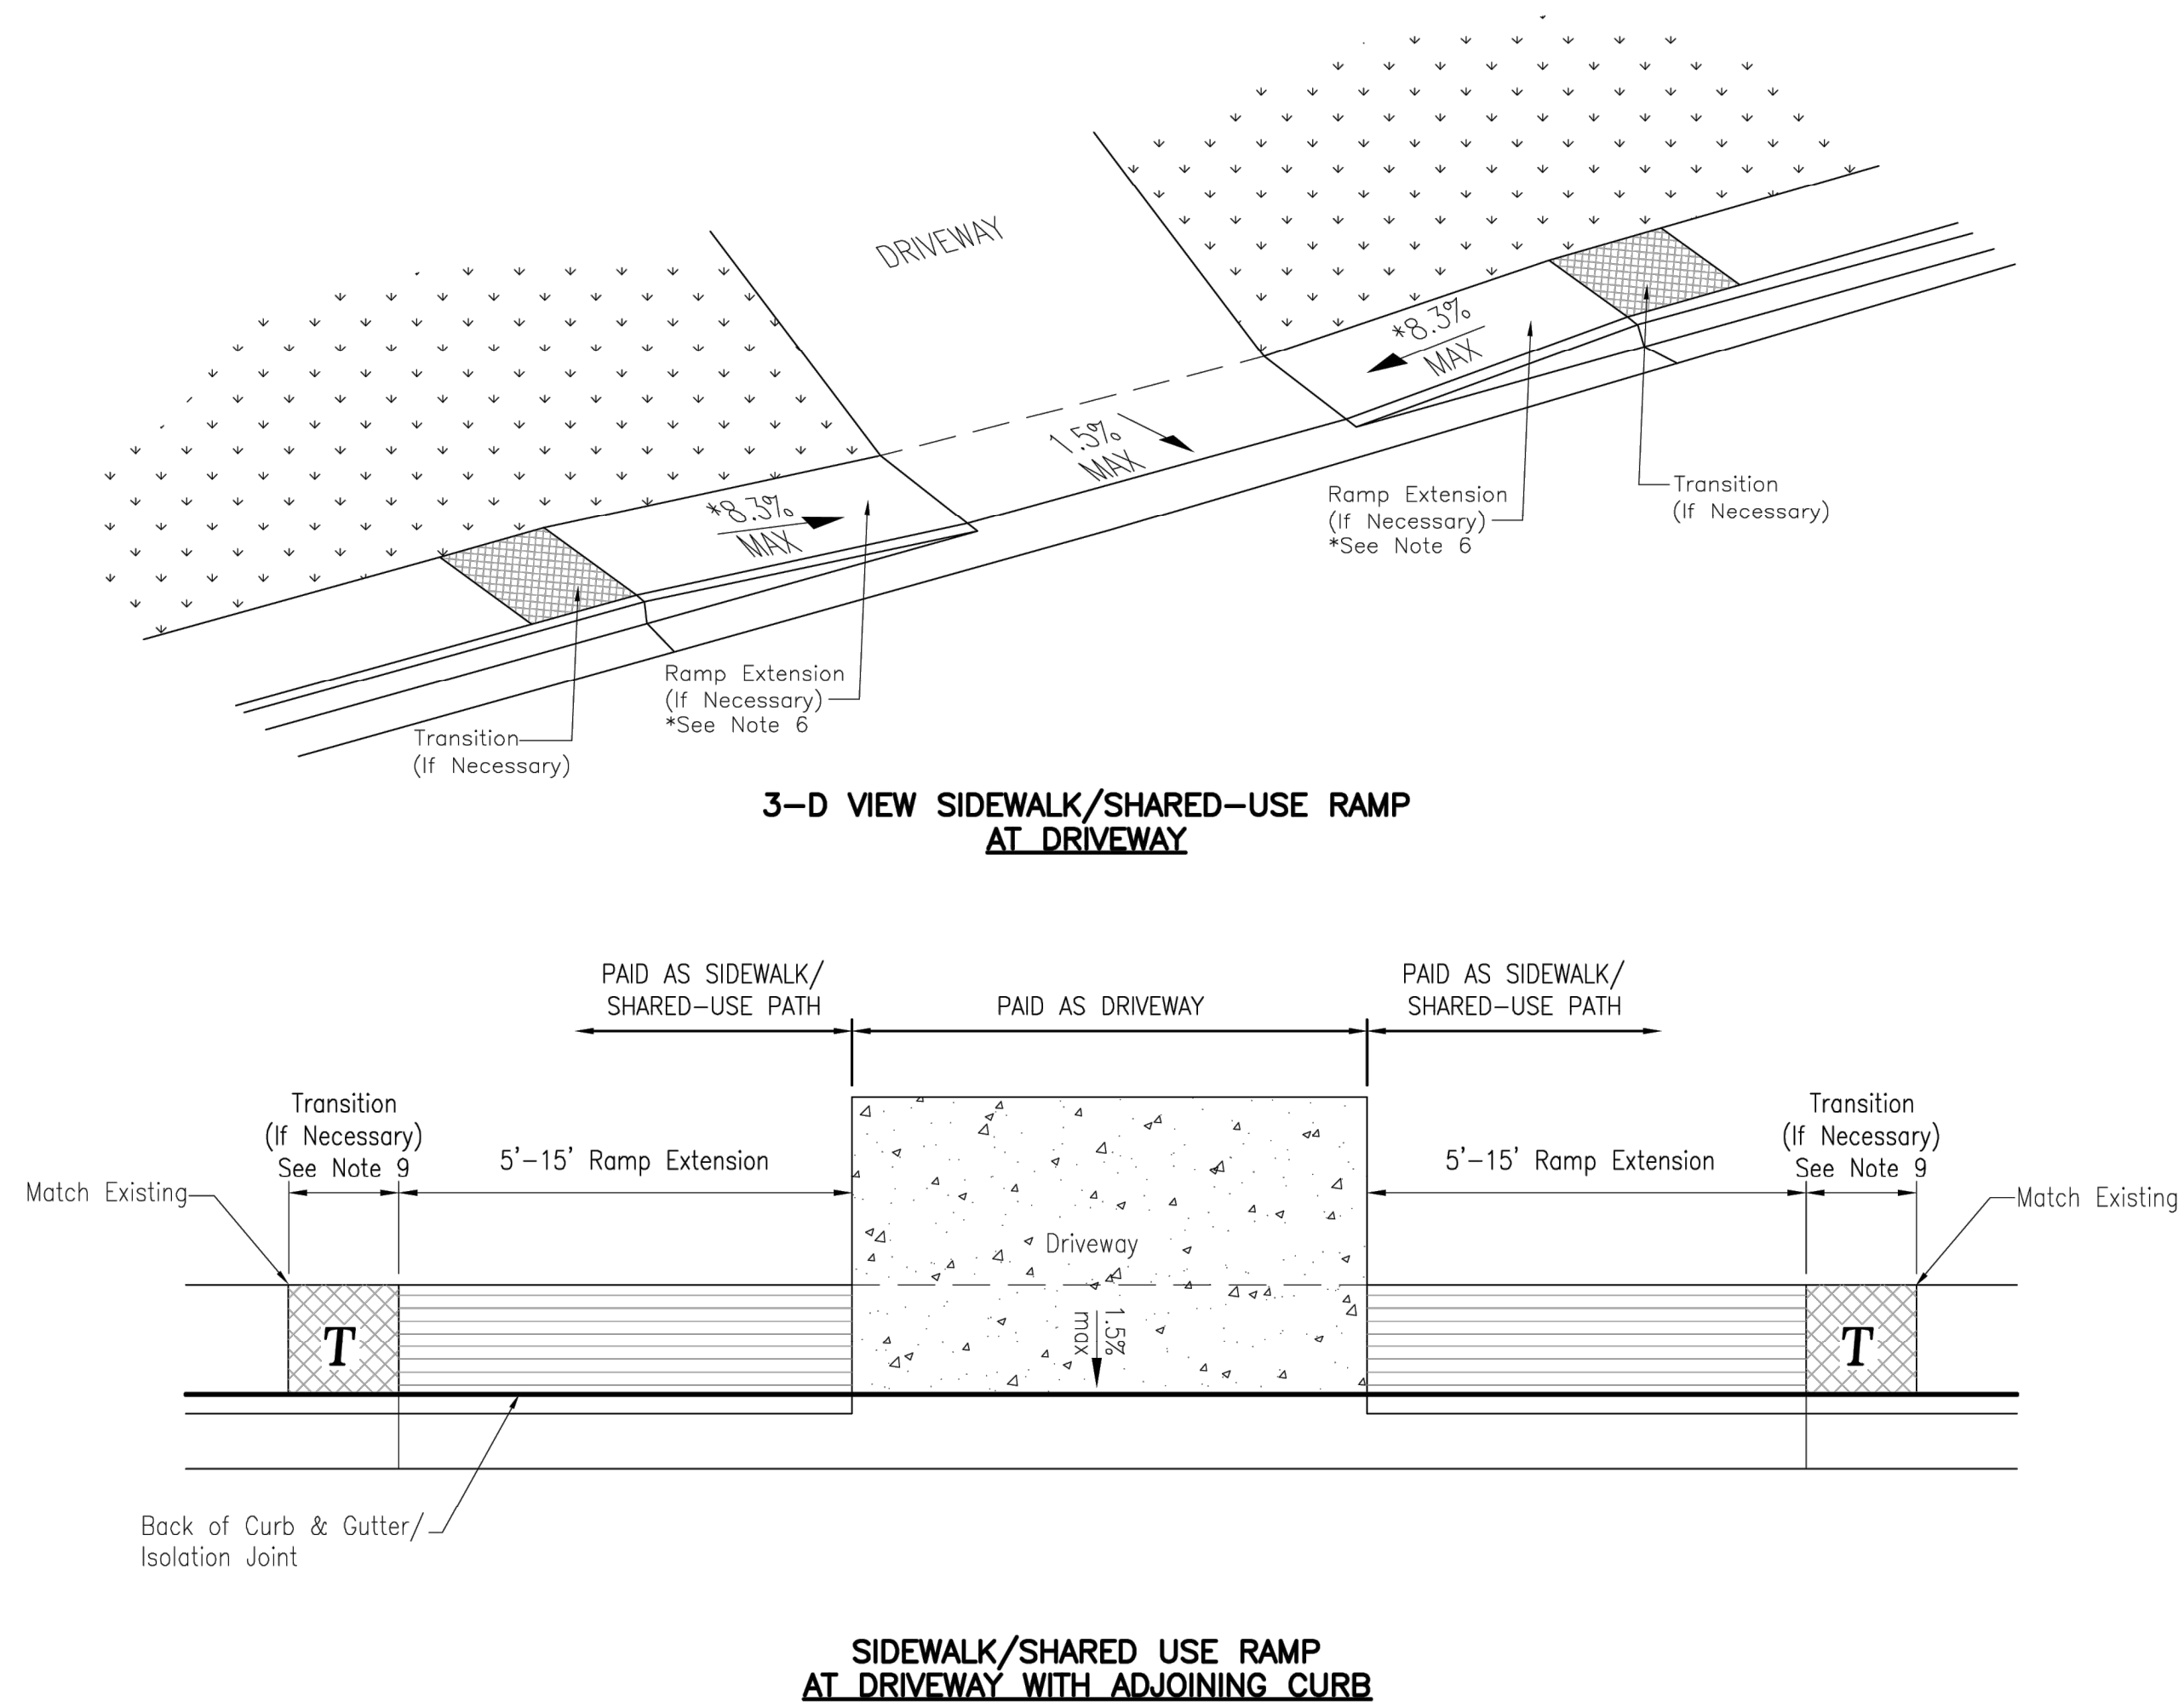 DRIVEWAY
*8.3%
MAX
1.5%
MAX
*8.3%
MAX
Ramp Extension
(If Necessary)
*See Note 6
Transition
(If Necessary)
Ramp Extension
(If Necessary)
*See Note 6
Transition
(If Necessary)
3-D VIEW SIDEWALK/SHARED-USE RAMP
AT DRIVEWAY
PAID AS SIDEWALK/
SHARED-USE PATH
PAID AS DRIVEWAY
PAID AS SIDEWALK/
SHARED-USE PATH
Transition
(If Necessary)
See Note 9
5'-15' Ramp Extension
5'-15' Ramp Extension
Transition
(If Necessary)
See Note 9
Match Existing
Match Existing
Driveway
1.5%
max
T
T
Back of Curb & Gutter/
Isolation Joint
SIDEWALK/SHARED USE RAMP
AT DRIVEWAY WITH ADJOINING CURB